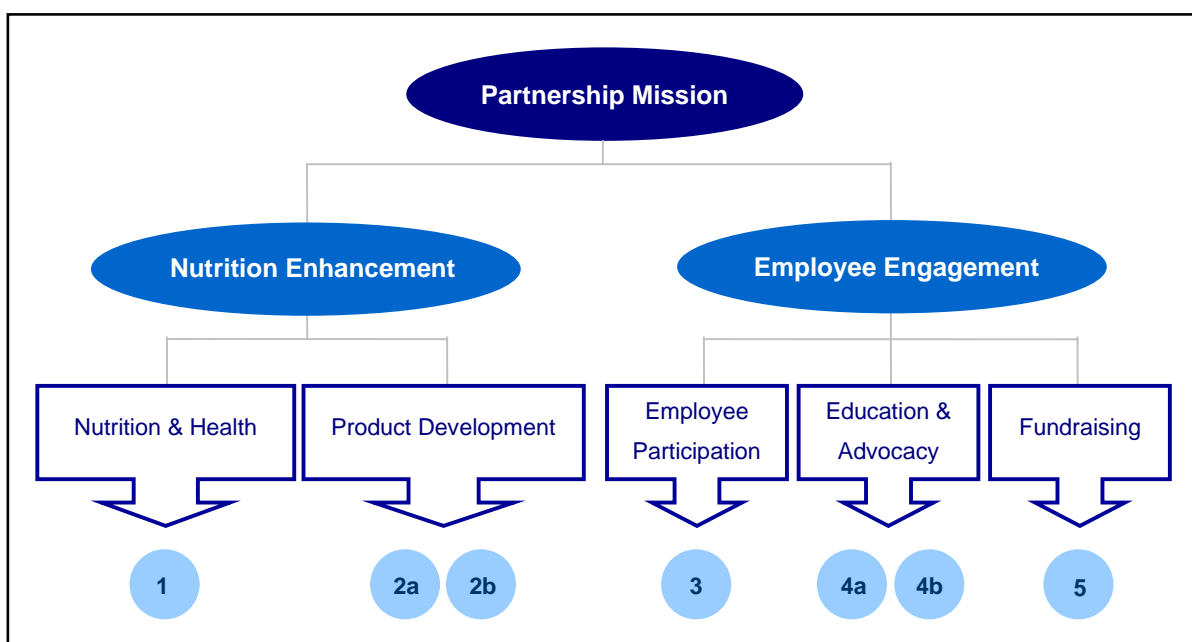 Partnership Mission
Nutrition Enhancement
Employee Engagement
Nutrition & Health
Product Development
Employee
Participation
Education &
Advocacy
Fundraising
1
2a
2b
3
4a
4b
5